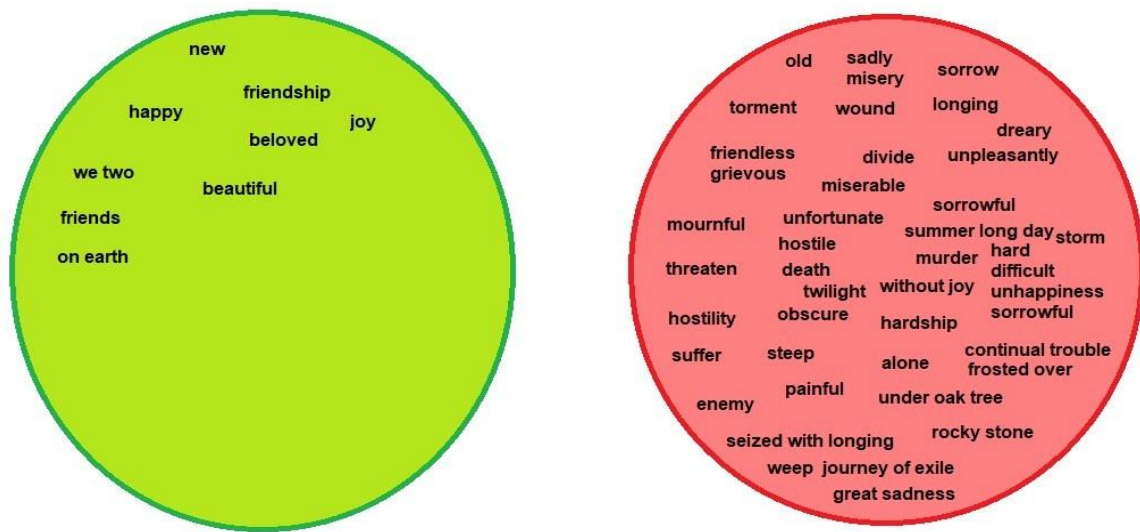 new
friendship
happy
joy
beloved
we two
beautiful
friends
on earth
old
sadly
misery
sorrow
torment
wound
longing
dreary
friendless
grievous
divide
unpleasantly
miserable
sorrowful
mournful
unfortunate
summer long day
storm
hostile
murder
hard
threaten
death
difficult
twilight
without joy
unhappiness
hostility
obscure
hardship
sorrowful
suffer
steep
alone
continual trouble
frosted over
painful
enemy
under oak tree
seized with longing
rocky stone
weep
journey of exile
great sadness